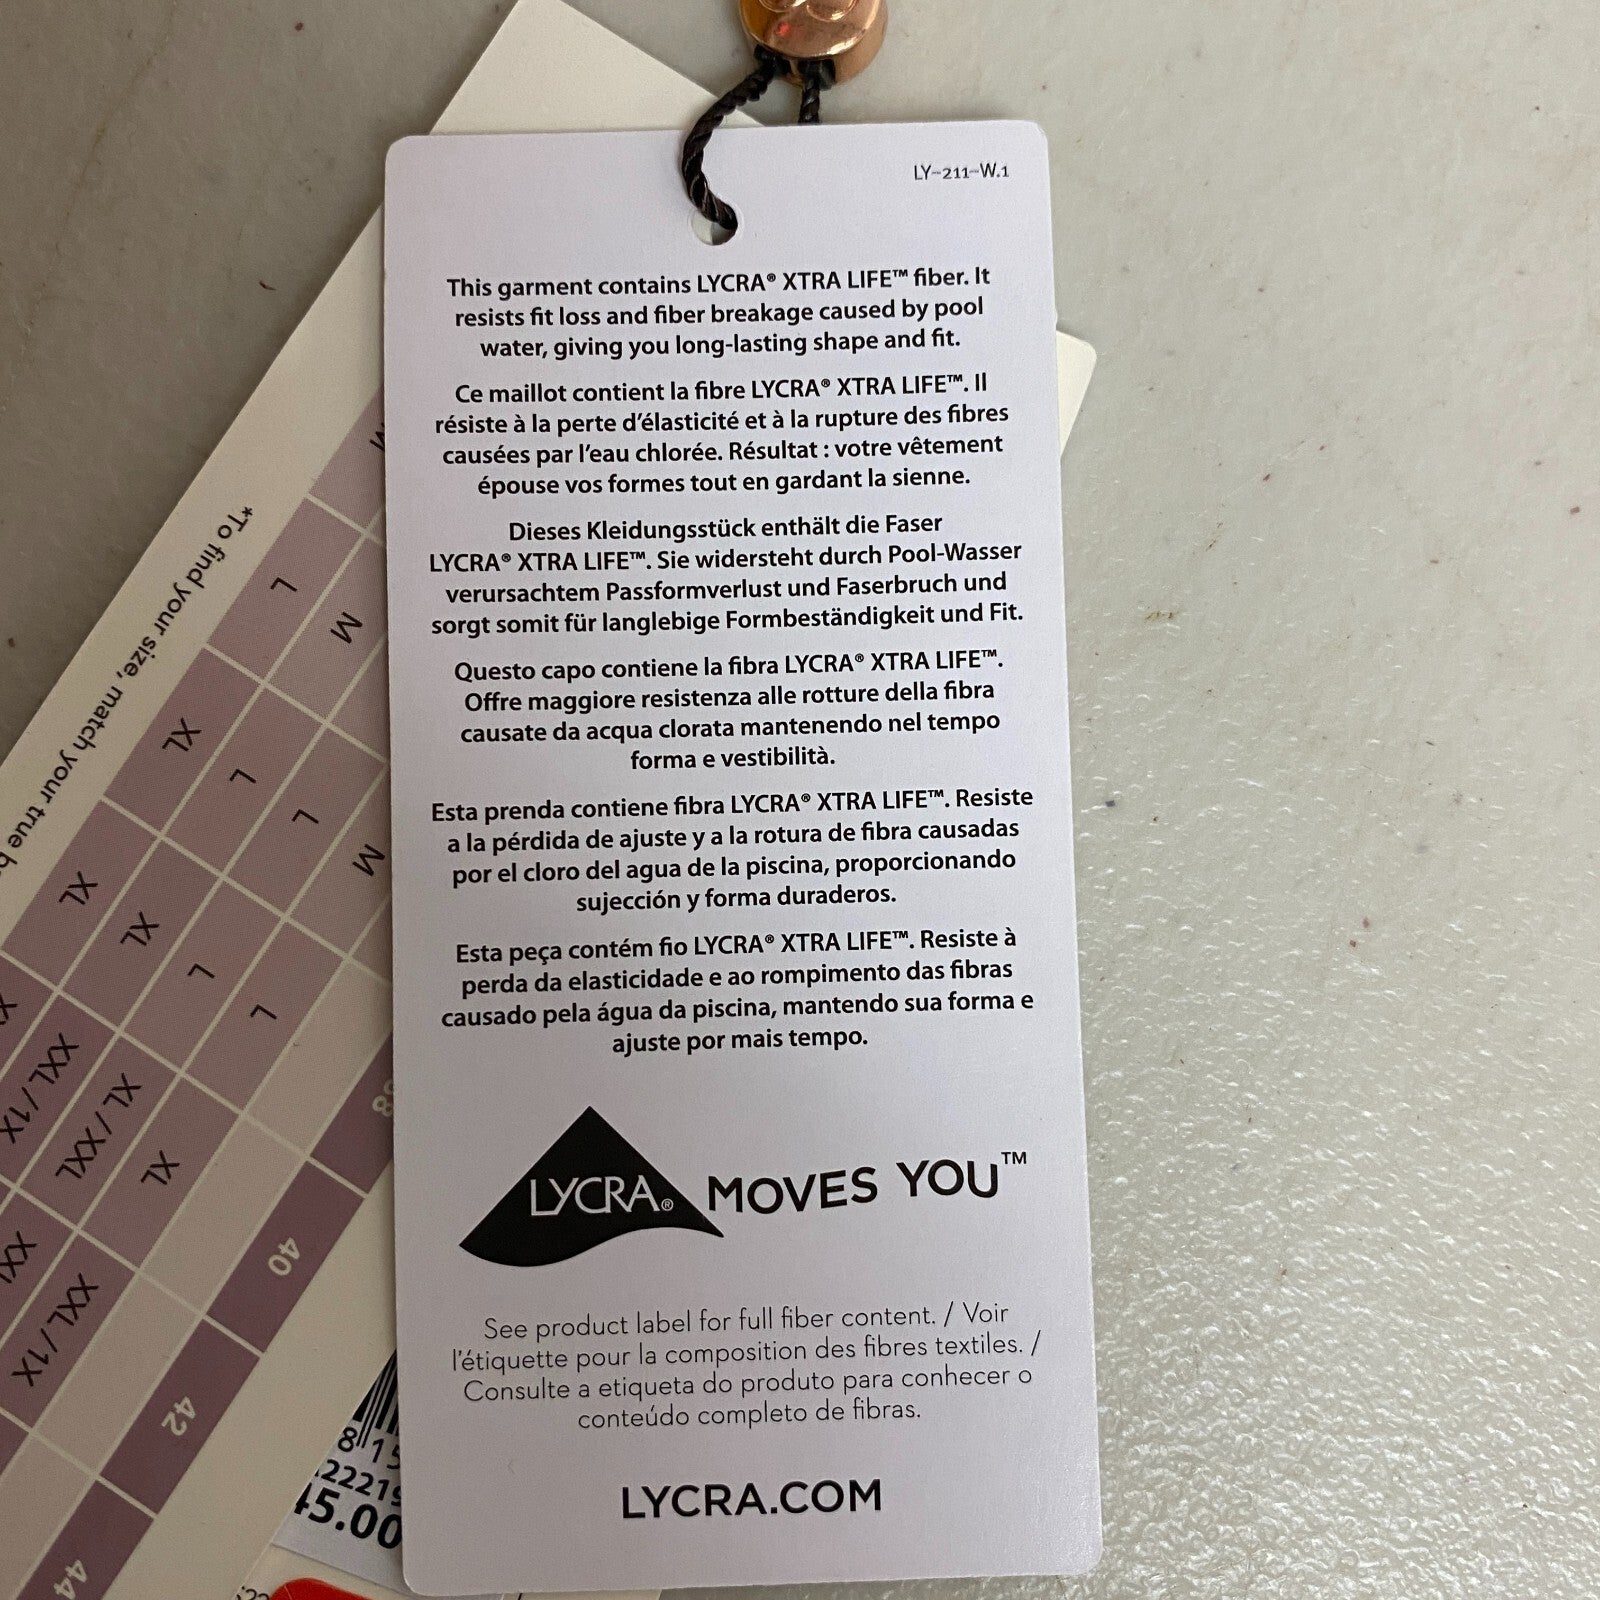 LY-211-W.1
This garment contains LYCRA® XTRA LIFE™ fiber. It
resists fit loss and fiber breakage caused by pool
water, giving you long-lasting shape and fit.
Ce maillot contient la fibre LYCRA® XTRA LIFE™. Il
résiste à la perte d'élasticité et à la rupture des fibres
causées par l'eau chlorée. Résultat : votre vêtement
épouse vos formes tout en gardant la sienne.
Dieses Kleidungsstück enthält die Faser
LYCRA® XTRA LIFE™. Sie widersteht durch Pool-Wasser
verursachtem Passformverlust und Faserbruch und
sorgt somit für langlebige Formbeständigkeit und Fit.
Questo capo contiene la fibra LYCRA® XTRA LIFE™.
Offre maggiore resistenza alle rotture della fibra
causate da acqua clorata mantenendo nel tempo
forma e vestibilità.
Esta prenda contiene fibra LYCRA® XTRA LIFE™. Resiste
a la pérdida de ajuste y a la rotura de fibra causadas
por el cloro del agua de la piscina, proporcionando
sujección y forma duraderos.
Esta peça contém fio LYCRA® XTRA LIFE™. Resiste à
perda da elasticidade e ao rompimento das fibras
causado pela água da piscina, mantendo sua forma e
ajuste por mais tempo.
LYCRA® MOVES YOU™
See product label for full fiber content. / Voir
l'étiquette pour la composition des fibres textiles. /
Consulte a etiqueta do produto para conhecer o
conteúdo completo de fibras.
LYCRA.COM
*To find your size, match your true
M
L M
XL L L M
XL XL L L
XXL/1X XL/XXL XL
XXL/1X
40
42
44
8 15
22219
45.00